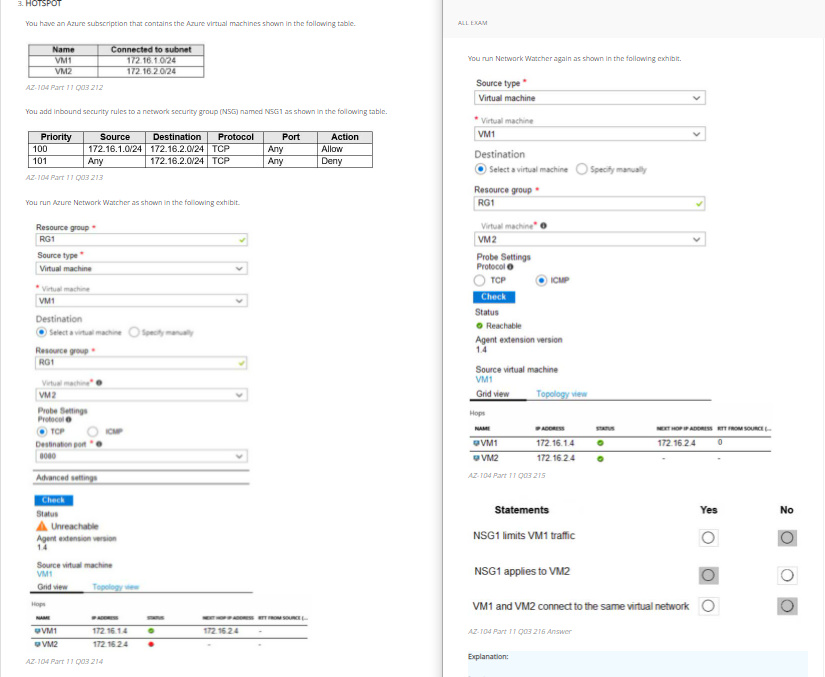 3. HOTSPOT
You have an Azure subscription that contains the Azure virtual machines shown in the following table.
Name Connected to subnet
VM1 172.16.1.0/24
VM2 172.16.2.0/24
AZ-104 Part 11 Q03 212
You add inbound security rules to a network security group (NSG) named NSG1 as shown in the following table.
Priority Source Destination Protocol Port Action
100 172.16.1.0/24 172.16.2.0/24 TCP Any Allow
101 Any 172.16.2.0/24 TCP Any Deny
AZ-104 Part 11 Q03 213
You run Azure Network Watcher as shown in the following exhibit.
Resource group *
RG1
Source type *
Virtual machine
* Virtual machine
VM1
Destination
Select a virtual machine Specify manually
Resource group *
RG1
Virtual machine *
VM2
Probe Settings
Protocol
TCP ICMP
Destination port *
8080
Advanced settings
Check
Status
Unreachable
Agent extension version
1.4
Source virtual machine
VM1
Grid view Topology view
Hops
NAME IP ADDRESS STATUS NEXT HOP IP ADDRESS RTT FROM SOURCE (...
VM1 172.16.1.4 172.16.2.4 -
VM2 172.16.2.4 - -
AZ-104 Part 11 Q03 214
ALL EXAM
You run Network Watcher again as shown in the following exhibit.
Source type *
Virtual machine
* Virtual machine
VM1
Destination
Select a virtual machine Specify manually
Resource group *
RG1
Virtual machine *
VM2
Probe Settings
Protocol
TCP ICMP
Check
Status
Reachable
Agent extension version
1.4
Source virtual machine
VM1
Grid view Topology view
Hops
NAME IP ADDRESS STATUS NEXT HOP IP ADDRESS RTT FROM SOURCE (...
VM1 172.16.1.4 172.16.2.4 0
VM2 172.16.2.4 - -
AZ-104 Part 11 Q03 215
Statements Yes No
NSG1 limits VM1 traffic
NSG1 applies to VM2
VM1 and VM2 connect to the same virtual network
AZ-104 Part 11 Q03 216 Answer
Explanation: